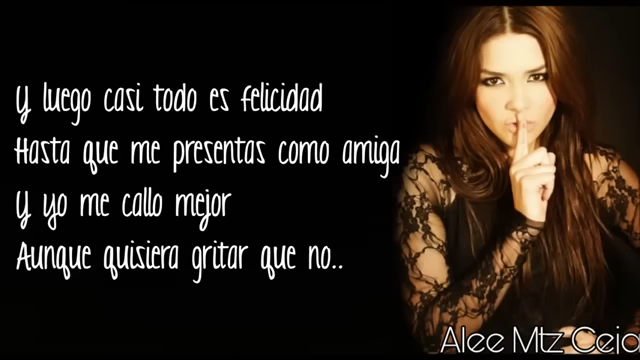 Y luego casi todo es felicidad
Hasta que me presentas como amiga
Y yo me callo mejor
Aunque quisiera gritar que no..
Alee Mtz Ceja